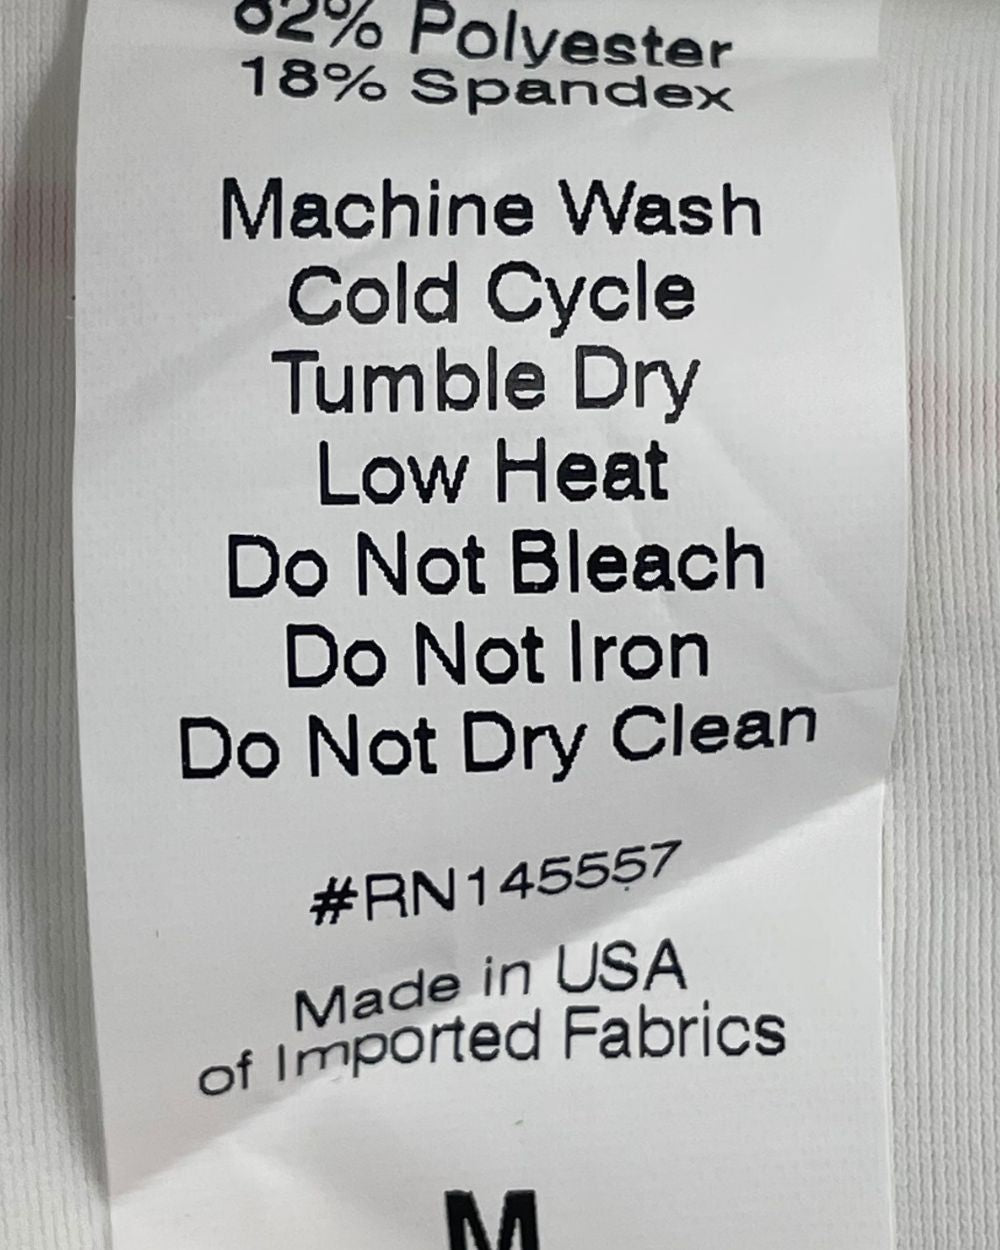 82% Polyester
18% Spandex
Machine Wash
Cold Cycle
Tumble Dry
Low Heat
Do Not Bleach
Do Not Iron
Do Not Dry Clean
#RN145557
Made in USA
of Imported Fabrics
M